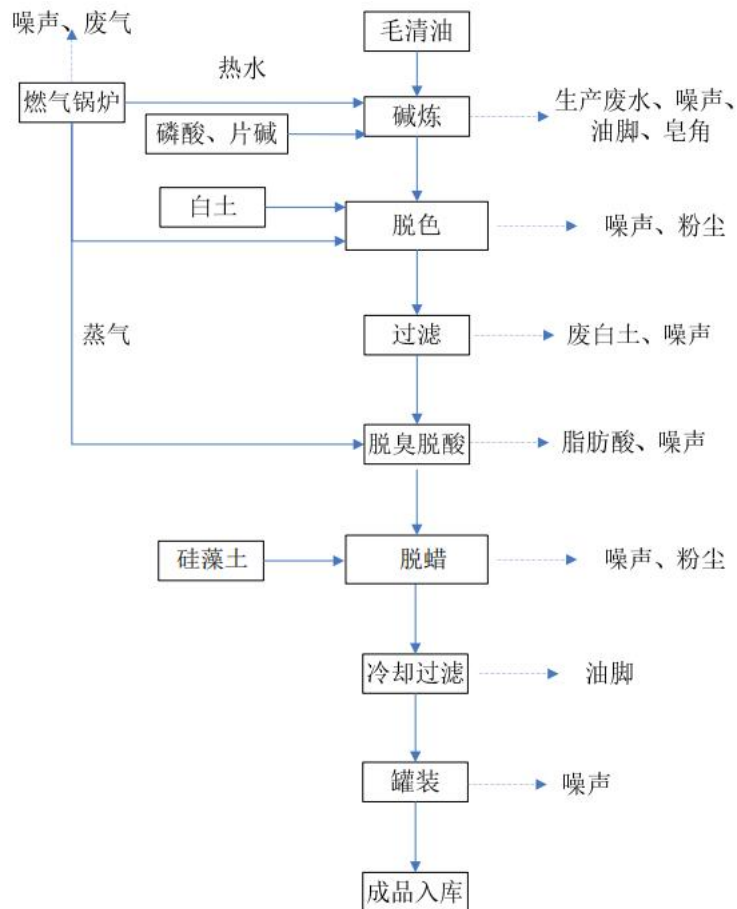 噪声、废气
毛清油
热水
燃气锅炉
碱炼
生产废水、噪声、
油脚、皂角
磷酸、片碱
白土
脱色
噪声、粉尘
过滤
废白土、噪声
蒸气
脱臭脱酸
脂肪酸、噪声
硅藻土
脱蜡
噪声、粉尘
冷却过滤
油脚
罐装
噪声
成品入库